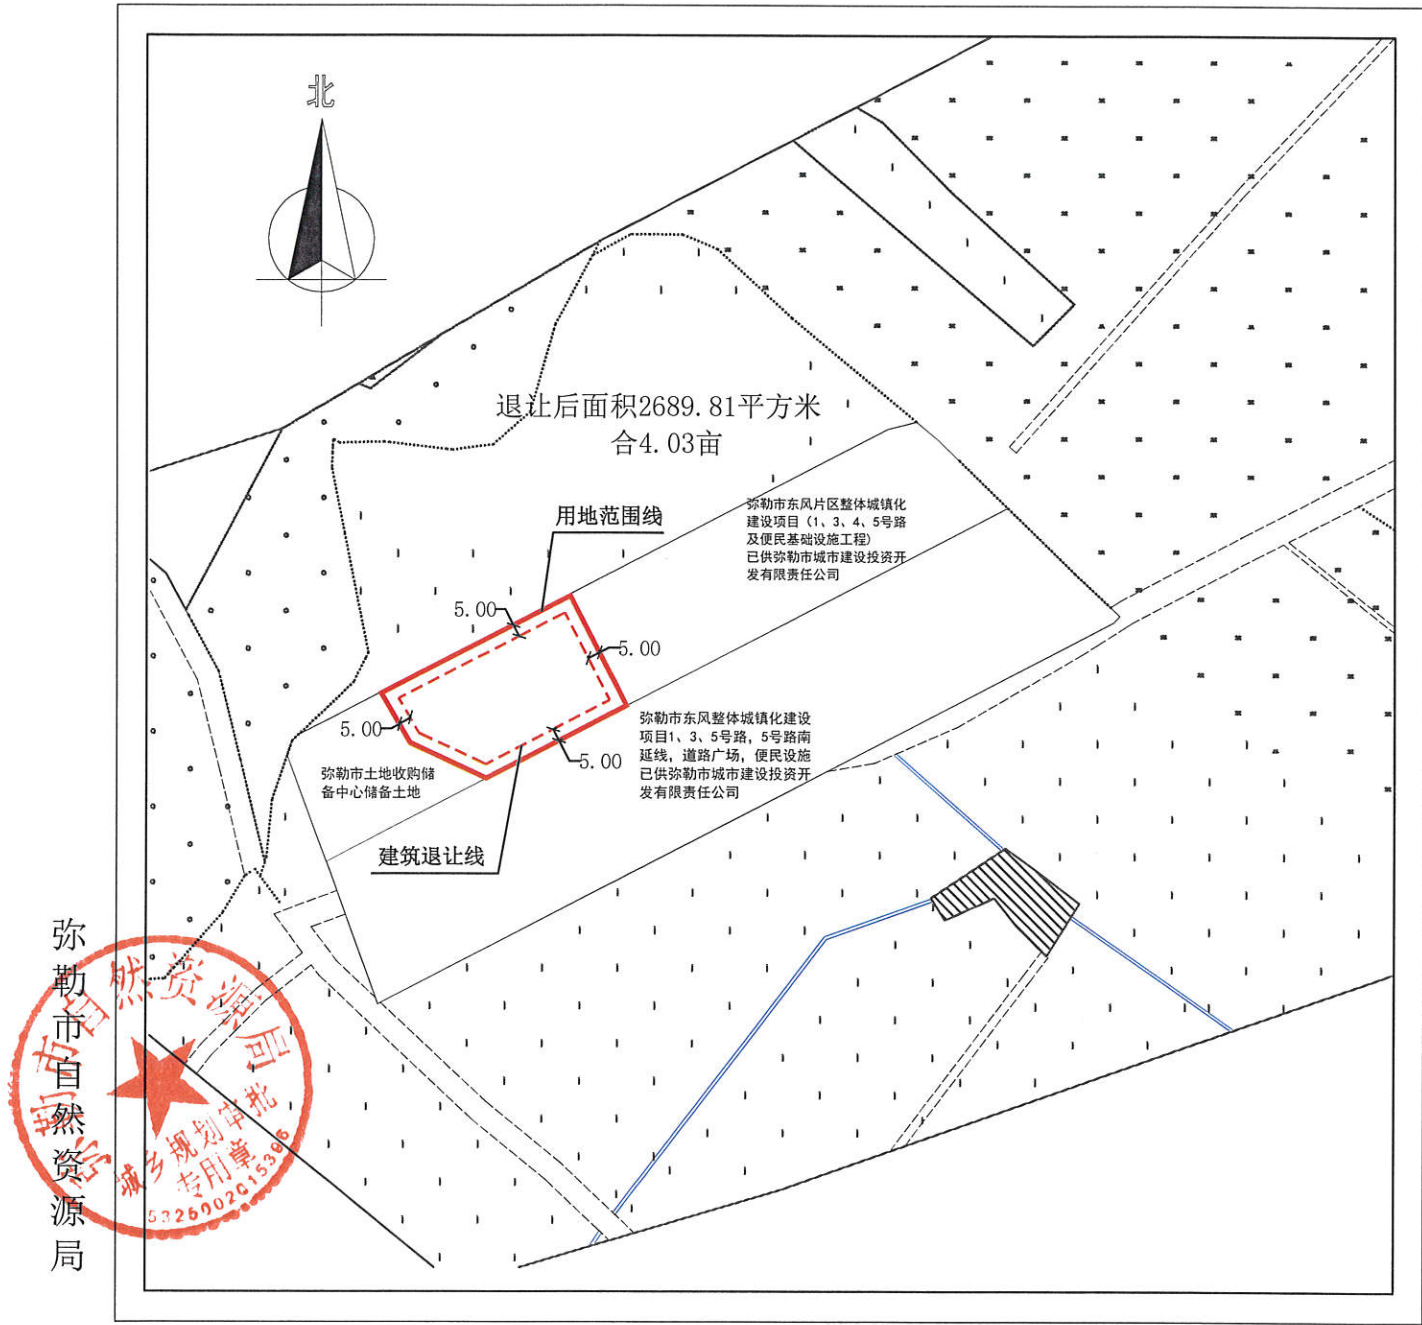 北
退让后面积2689.81平方米
合4.03亩
用地范围线
弥勒市东风片区整体城镇化
建设项目（1、3、4、5号路
及便民基础设施工程）
已供弥勒市城市建设投资开
发有限责任公司
5.00
5.00
5.00
5.00
弥勒市东风整体城镇化建设
项目1、3、5号路，5号路南
延线，道路广场，便民设施
已供弥勒市城市建设投资开
发有限责任公司
弥勒市土地收购储
备中心储备土地
建筑退让线
弥勒市自然资源局
弥勒市自然资源局
城乡规划审批
专用章